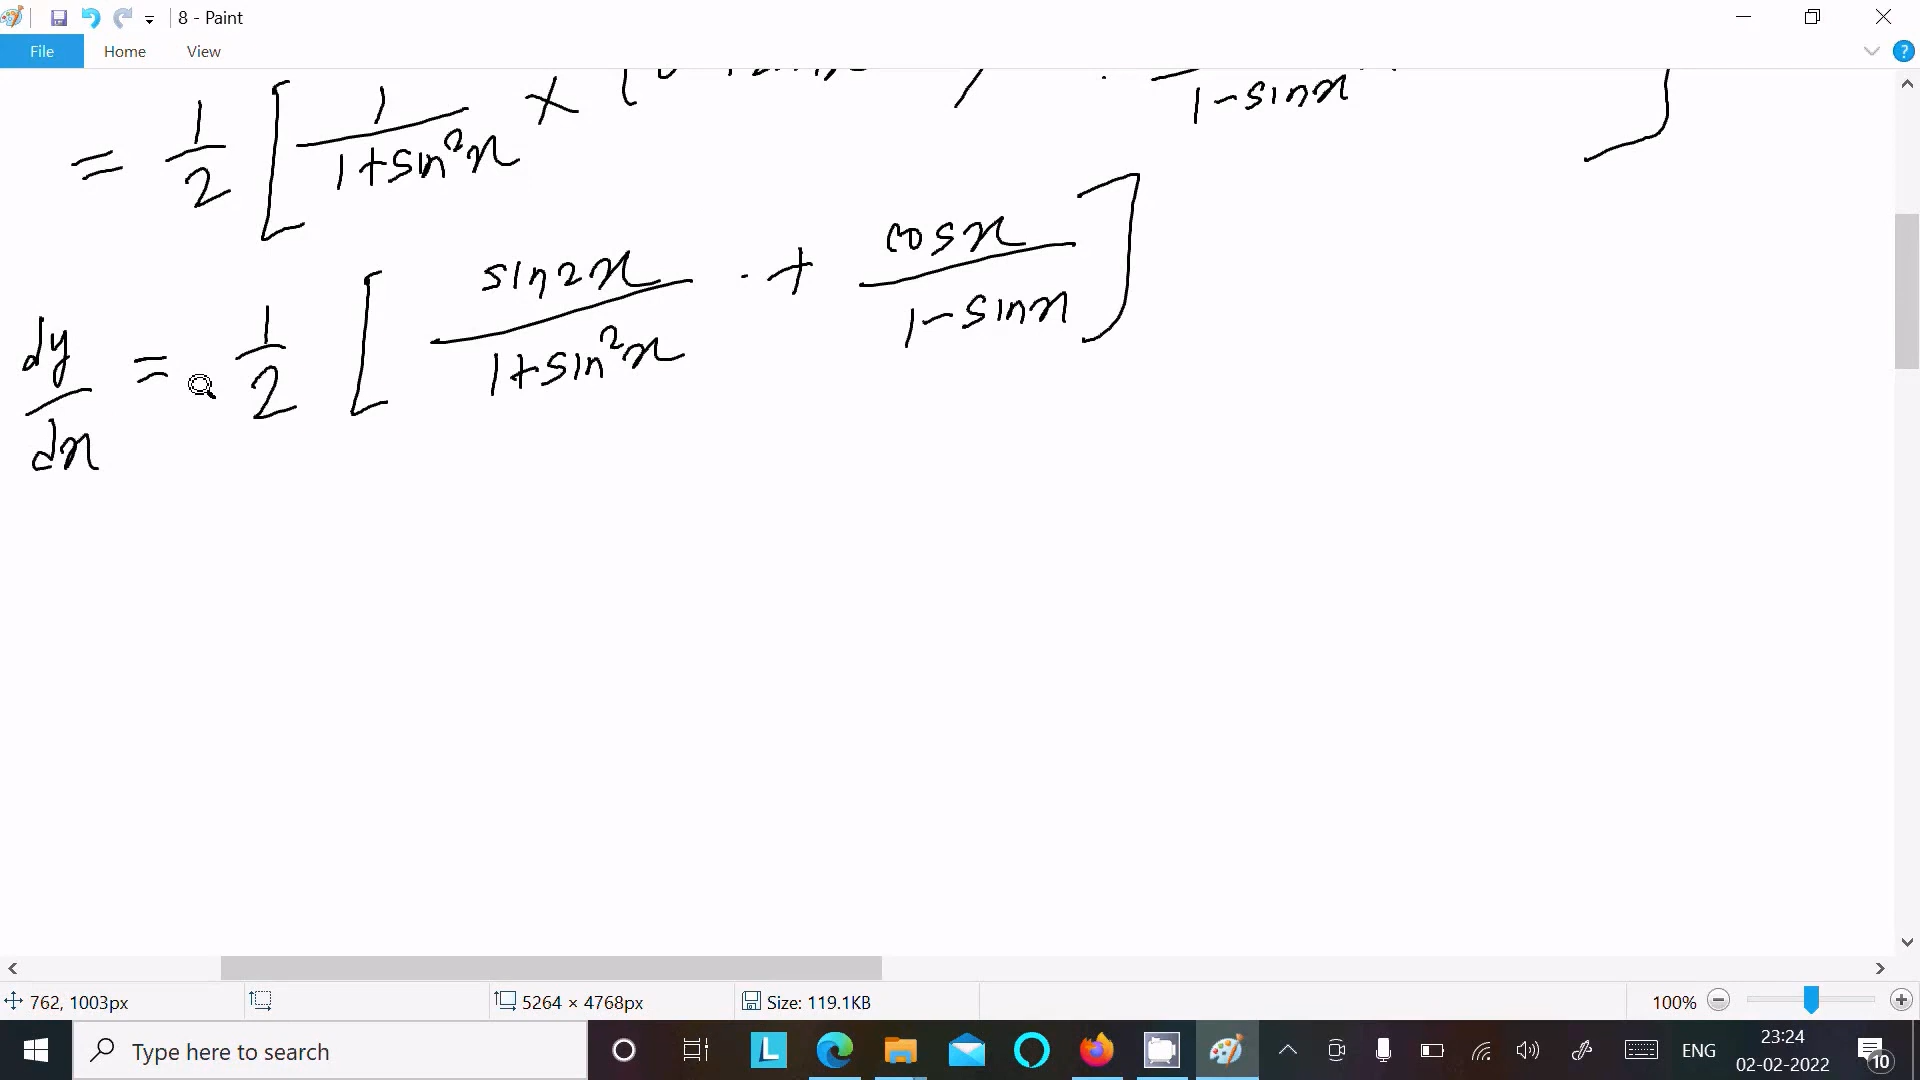 8 - Paint
File Home View
= 1/2 [ 1/(1+sin²x) × ( 1-sinx ]
dy/dx = 1/2 [ sin2x/(1+sin²x) · + cosx/(1-sinx) ]
762, 1003px 5264 × 4768px Size: 119.1KB 100%
Type here to search L ENG 23:24
02-02-2022 10